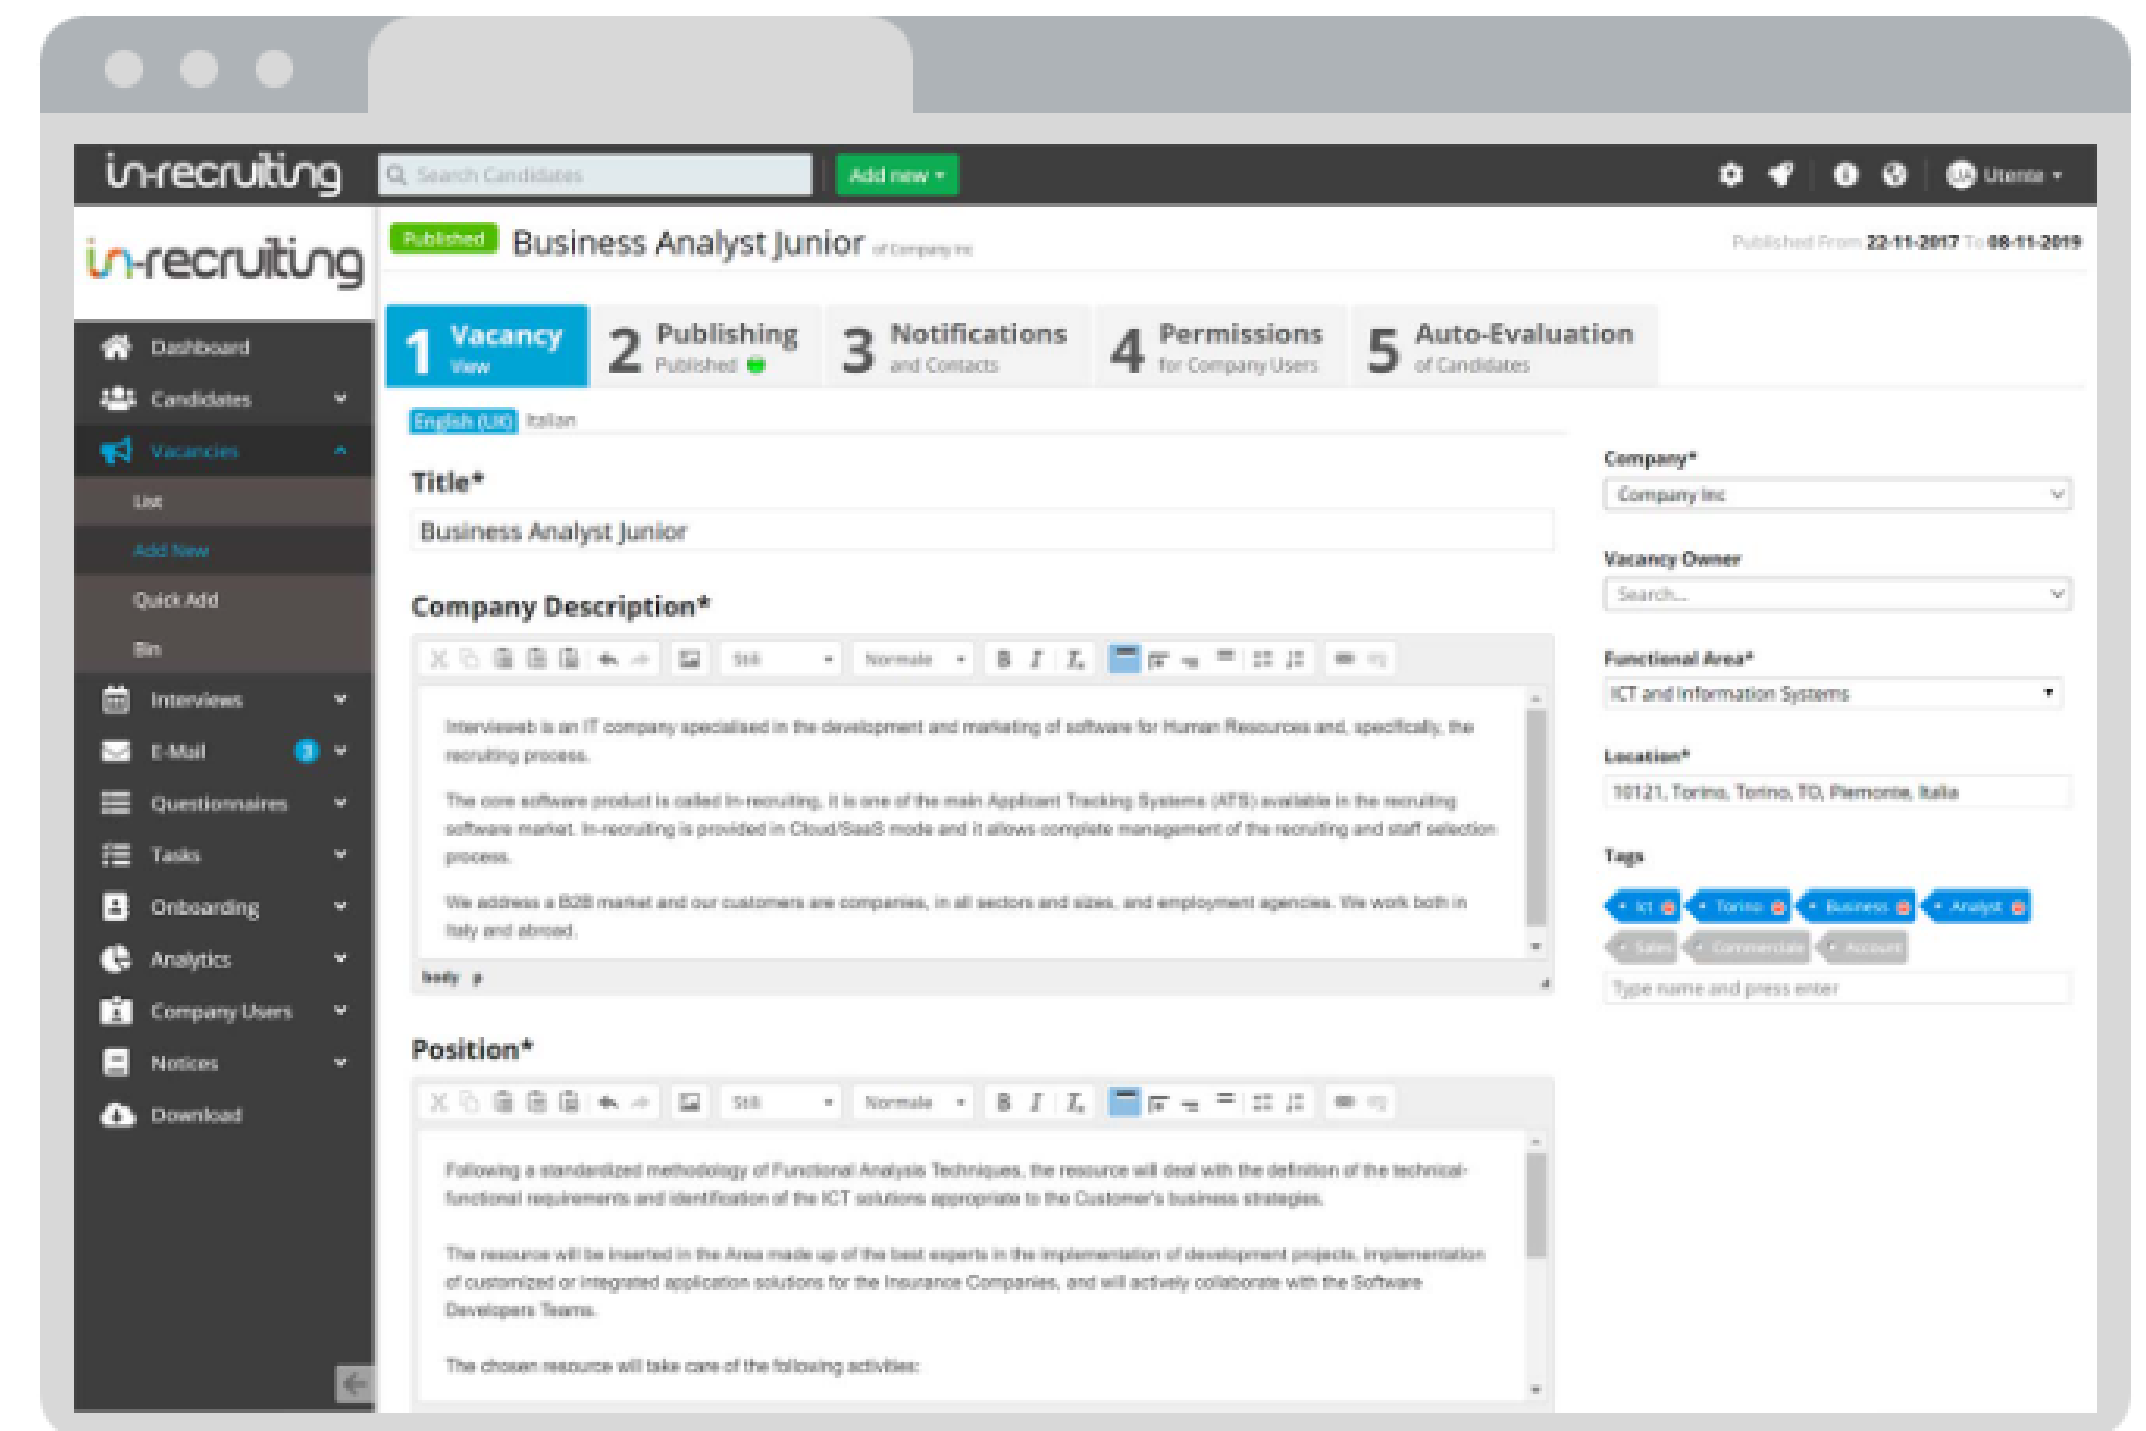 in-recruiting
Search Candidates
Add new
Utente
in-recruiting
Published
Business Analyst Junior of Company Inc
Published From 22-11-2017 To 08-11-2019
1 Vacancy
View
2 Publishing
Published
3 Notifications
and Contacts
4 Permissions
for Company Users
5 Auto-Evaluation
of Candidates
Dashboard
Candidates
Vacancies
List
Add New
Quick Add
Bin
Interviews
E-Mail 3
Questionnaires
Tasks
Onboarding
Analytics
Company Users
Notices
Download
English (UK) Italian
Title*
Business Analyst Junior
Company Description*
Stili Normale B I Ix
Intervieweb is an IT company specialised in the development and marketing of software for Human Resources and, specifically, the
recruiting process.
The core software product is called In-recruiting, it is one of the main Applicant Tracking Systems (ATS) available in the recruiting
software market. In-recruiting is provided in Cloud/SaaS mode and it allows complete management of the recruiting and staff selection
process.
We address a B2B market and our customers are companies, in all sectors and sizes, and employment agencies. We work both in
Italy and abroad.
body p
Position*
Stili Normale B I Ix
Following a standardized methodology of Functional Analysis Techniques, the resource will deal with the definition of the technical-
functional requirements and identification of the ICT solutions appropriate to the Customer's business strategies.
The resource will be inserted in the Area made up of the best experts in the implementation of development projects, implementation
of customized or integrated application solutions for the Insurance Companies, and will actively collaborate with the Software
Developers Teams.
The chosen resource will take care of the following activities:
Company*
Company Inc
Vacancy Owner
Search...
Functional Area*
ICT and Information Systems
Location*
10121, Torino, Torino, TO, Piemonte, Italia
Tags
Ict Torino Business Analyst
Sales Commerciale Account
Type name and press enter